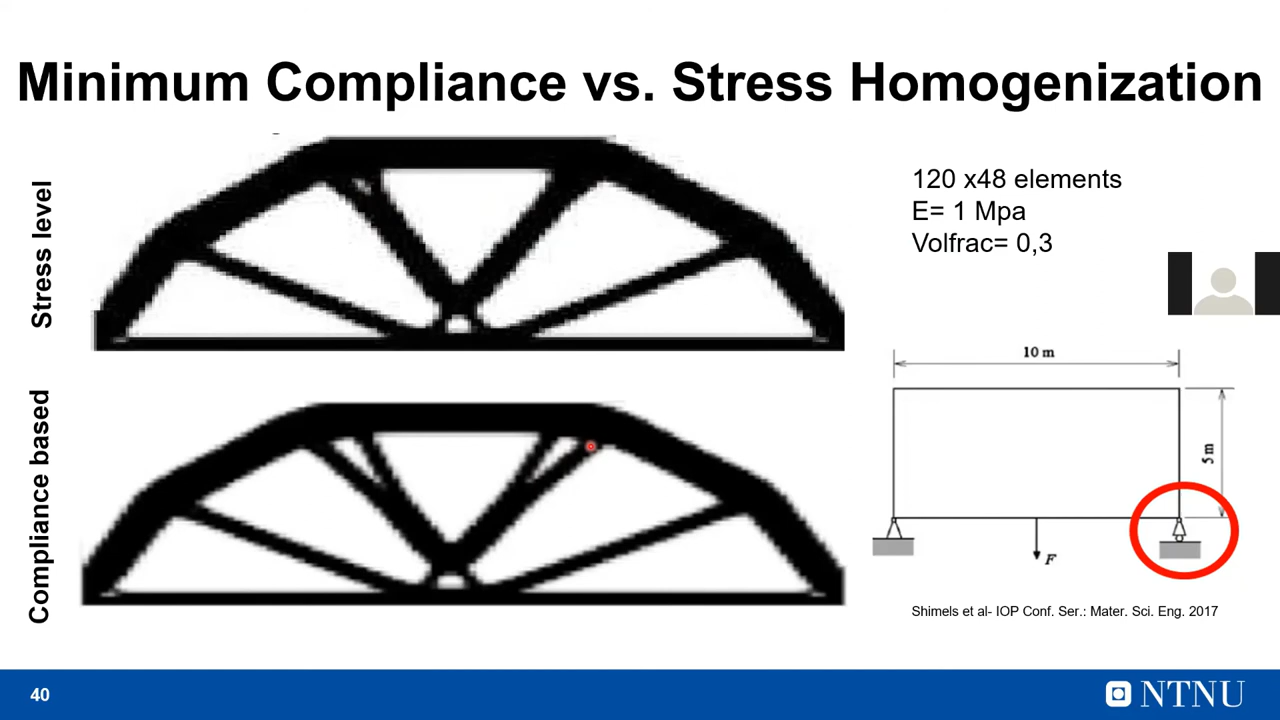 Minimum Compliance vs. Stress Homogenization
Stress level
120 x48 elements
E= 1 Mpa
Volfrac= 0,3
10 m
5 m
F
Compliance based
Shimels et al- IOP Conf. Ser.: Mater. Sci. Eng. 2017
40
NTNU